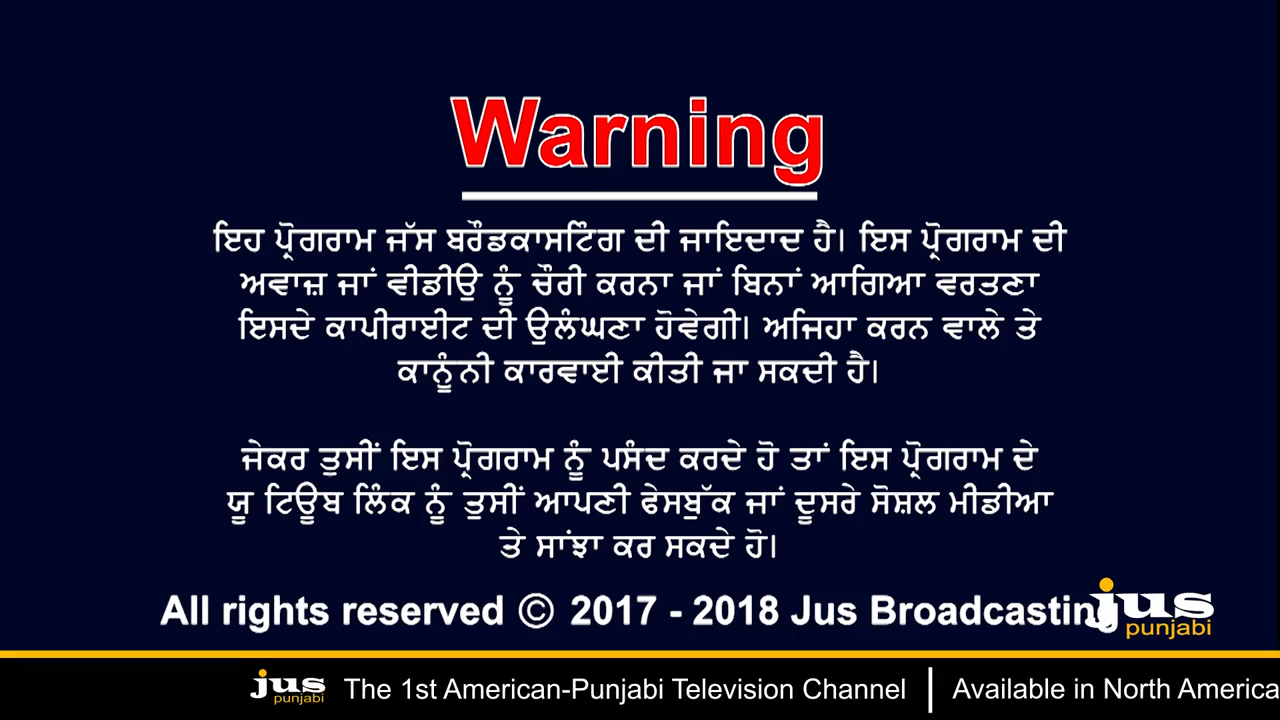 Warning
ਇਹ ਪ੍ਰੋਗਰਾਮ ਜੱਸ ਬਰੌਡਕਾਸਟਿੰਗ ਦੀ ਜਾਇਦਾਦ ਹੈ। ਇਸ ਪ੍ਰੋਗਰਾਮ ਦੀ
ਅਵਾਜ਼ ਜਾਂ ਵੀਡੀਉ ਨੂੰ ਚੌਰੀ ਕਰਨਾ ਜਾਂ ਬਿਨਾਂ ਆਗਿਆ ਵਰਤਣਾ
ਇਸਦੇ ਕਾਪੀਰਾਈਟ ਦੀ ਉਲੰਘਣਾ ਹੋਵੇਗੀ। ਅਜਿਹਾ ਕਰਨ ਵਾਲੇ ਤੇ
ਕਾਨੂੰਨੀ ਕਾਰਵਾਈ ਕੀਤੀ ਜਾ ਸਕਦੀ ਹੈ।
ਜੇਕਰ ਤੁਸੀਂ ਇਸ ਪ੍ਰੋਗਰਾਮ ਨੂੰ ਪਸੰਦ ਕਰਦੇ ਹੋ ਤਾਂ ਇਸ ਪ੍ਰੋਗਰਾਮ ਦੇ
ਯੂ ਟਿਊਬ ਲਿੰਕ ਨੂੰ ਤੁਸੀਂ ਆਪਣੀ ਫੇਸਬੁੱਕ ਜਾਂ ਦੂਸਰੇ ਸੋਸ਼ਲ ਮੀਡੀਆ
ਤੇ ਸਾਂਝਾ ਕਰ ਸਕਦੇ ਹੋ।
All rights reserved © 2017 - 2018 Jus Broadcasting
jus
punjabi
jus punjabi The 1st American-Punjabi Television Channel | Available in North America